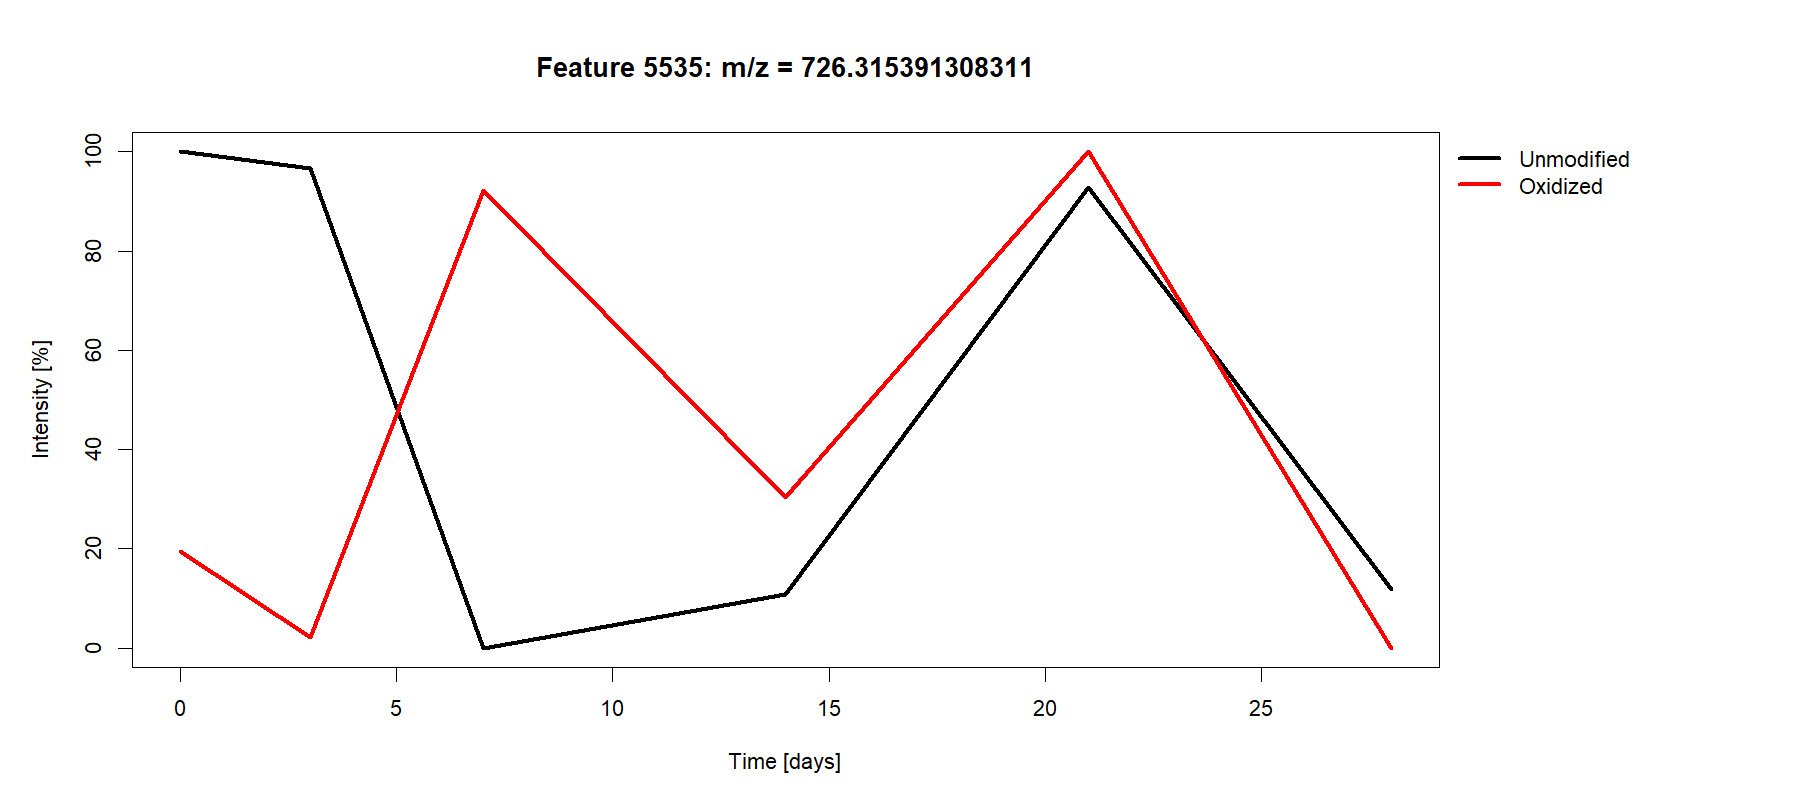 Feature 5535: m/z = 726.315391308311
Unmodified
Oxidized
Intensity [%]
100
80
60
40
20
0
0 5 10 15 20 25
Time [days]